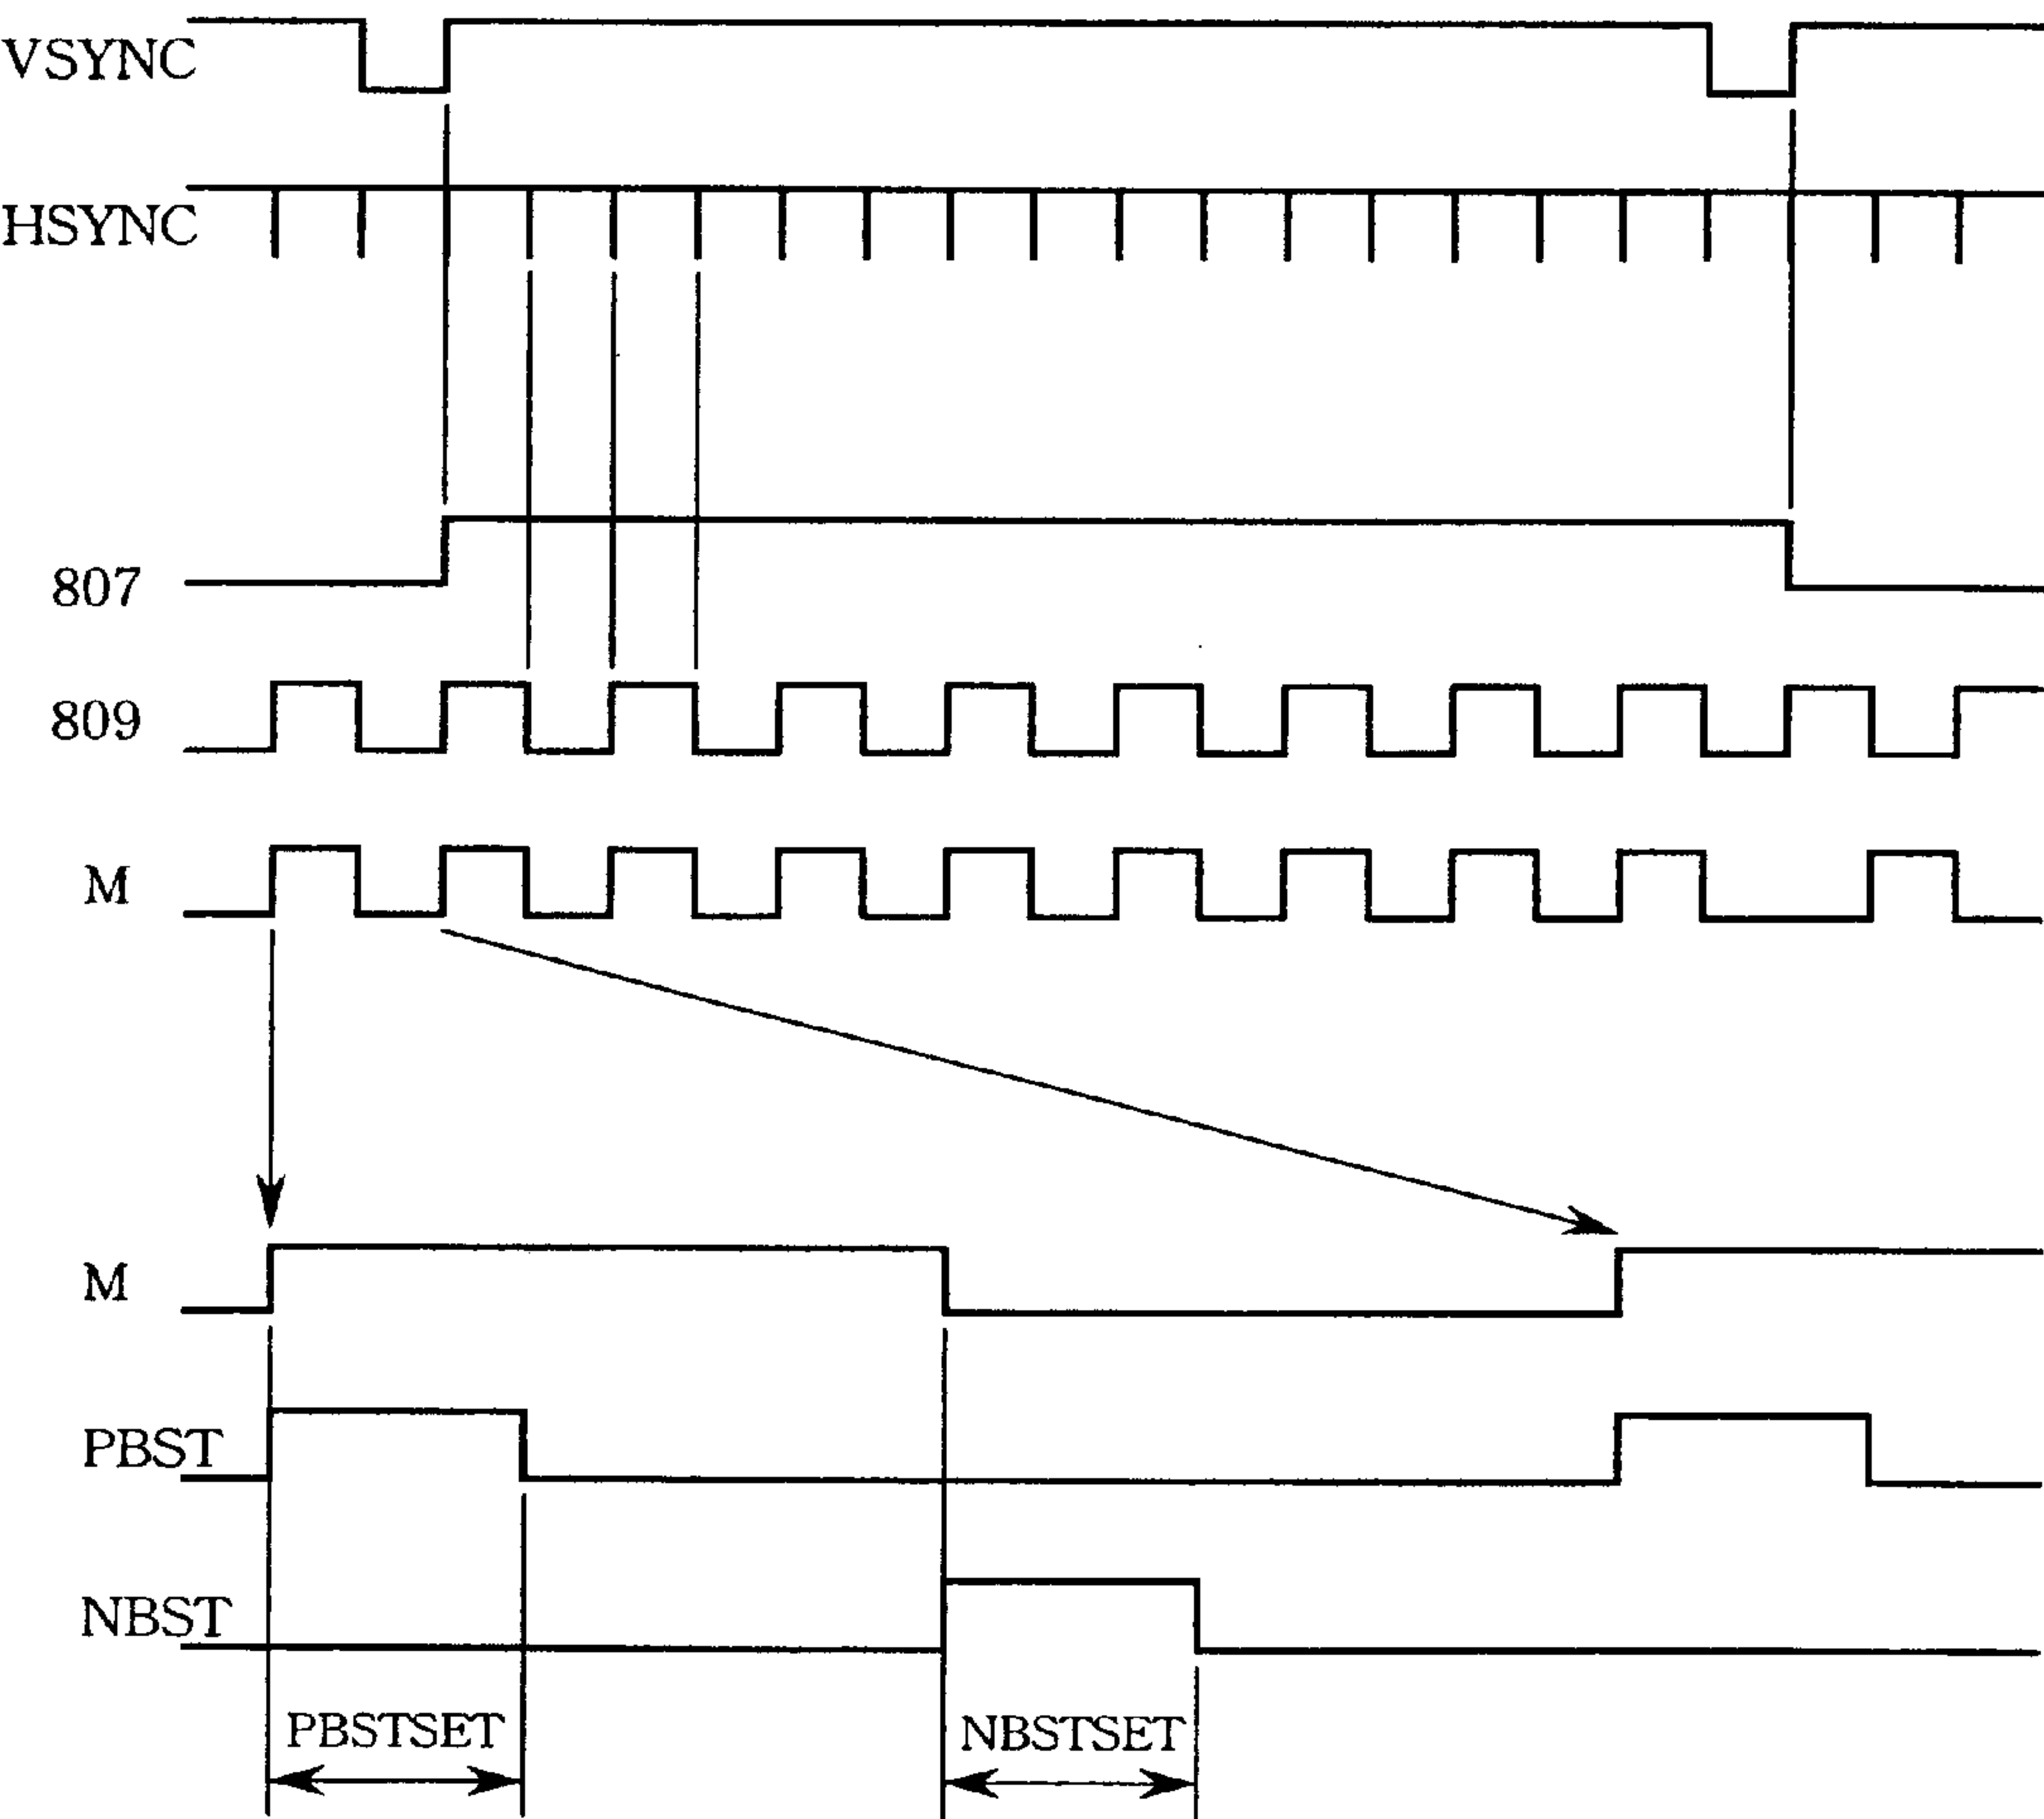 VSYNC
HSYNC
807
809
M
M
PBST
NBST
PBSTSET
NBSTSET